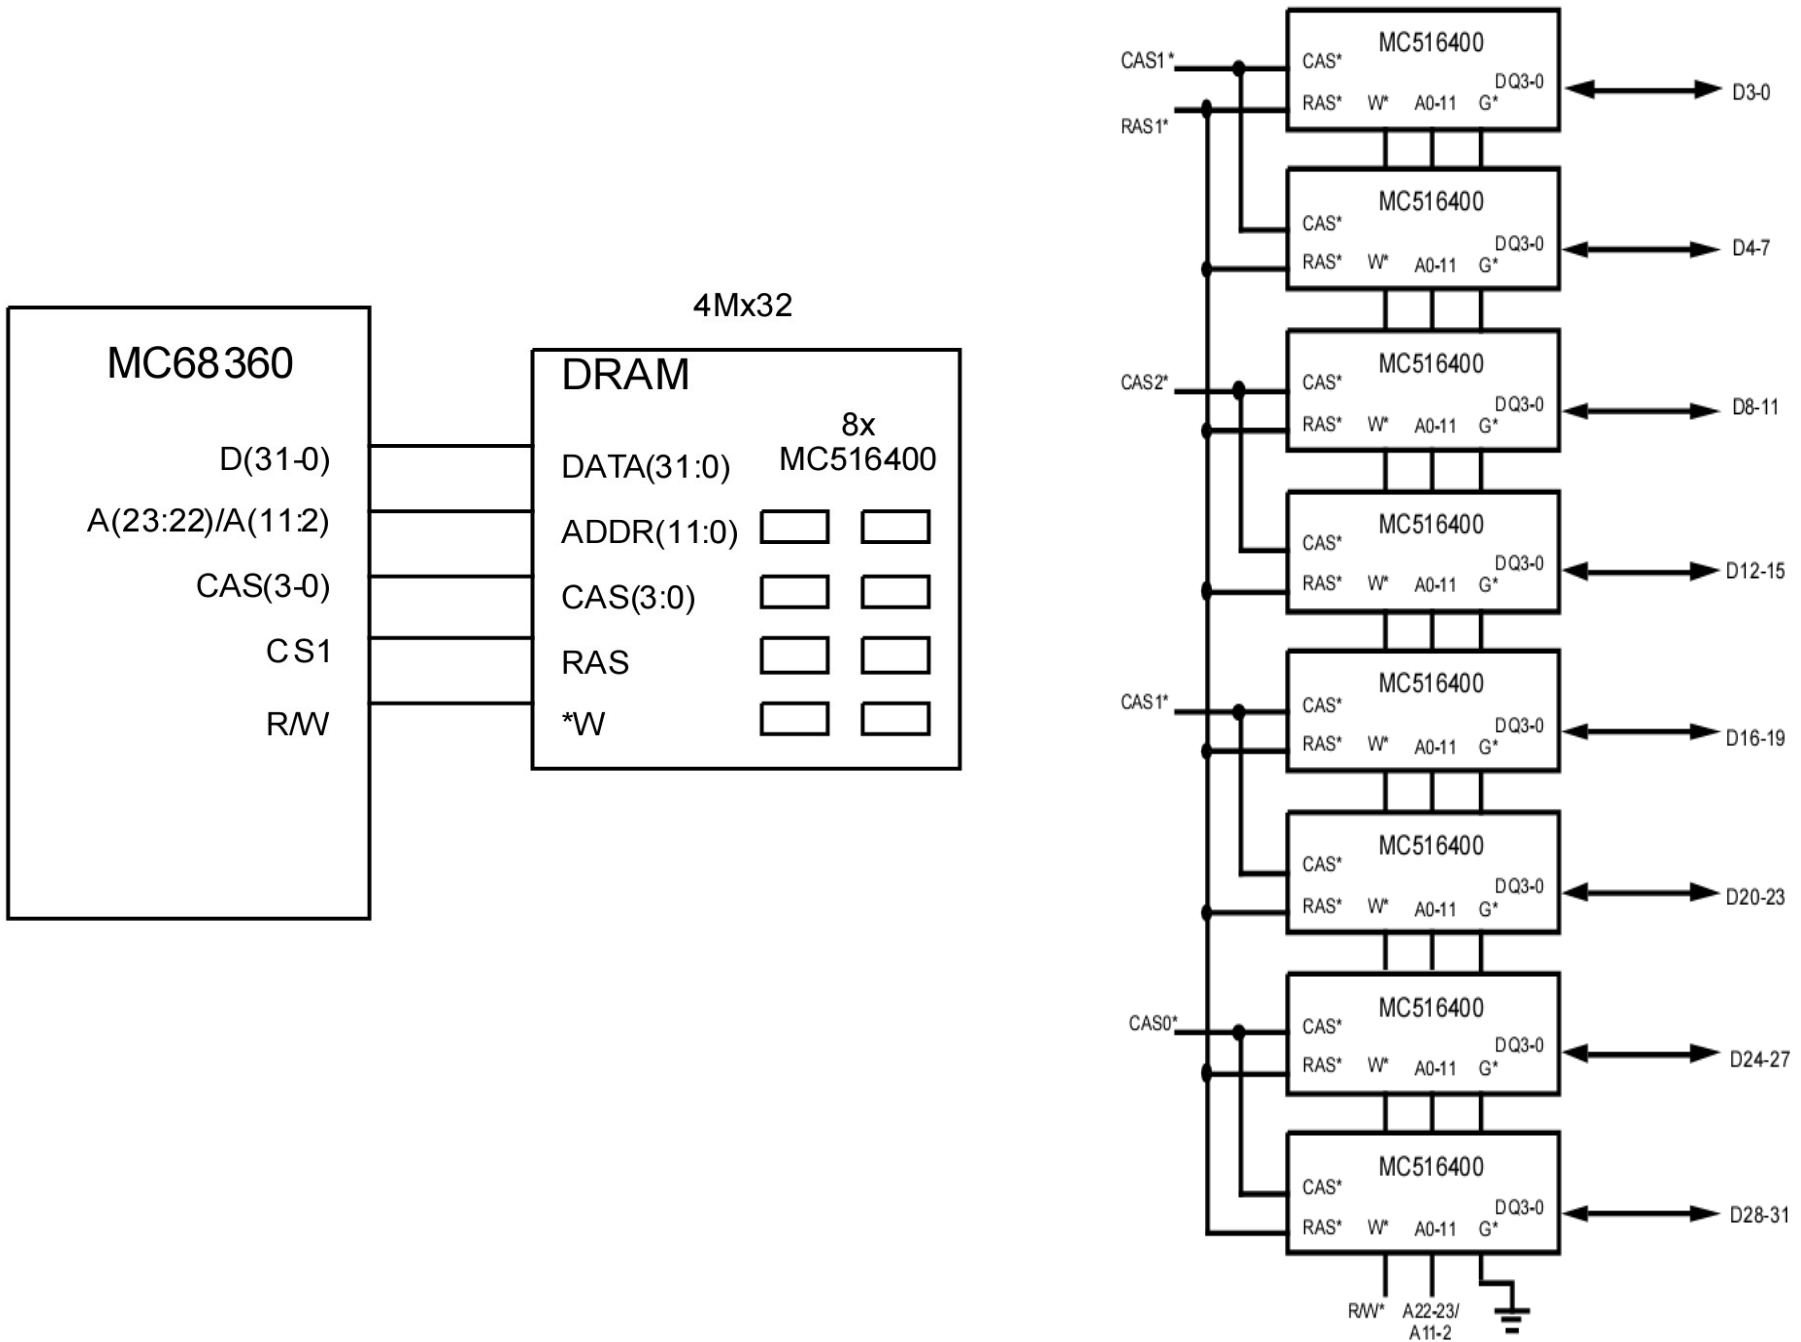 MC68360
D(31-0)
A(23:22)/A(11:2)
CAS(3-0)
CS1
R/W
4Mx32
DRAM
8x
MC516400
DATA(31:0)
ADDR(11:0)
CAS(3:0)
RAS
*W
CAS1*
RAS1*
MC516400
CAS*
DQ3-0
RAS* W* A0-11 G*
D3-0
MC516400
CAS*
DQ3-0
RAS* W* A0-11 G*
D4-7
CAS2*
MC516400
CAS*
DQ3-0
RAS* W* A0-11 G*
D8-11
MC516400
CAS*
DQ3-0
RAS* W* A0-11 G*
D12-15
CAS1*
MC516400
CAS*
DQ3-0
RAS* W* A0-11 G*
D16-19
MC516400
CAS*
DQ3-0
RAS* W* A0-11 G*
D20-23
CAS0*
MC516400
CAS*
DQ3-0
RAS* W* A0-11 G*
D24-27
MC516400
CAS*
DQ3-0
RAS* W* A0-11 G*
D28-31
R/W* A22-23/
A11-2